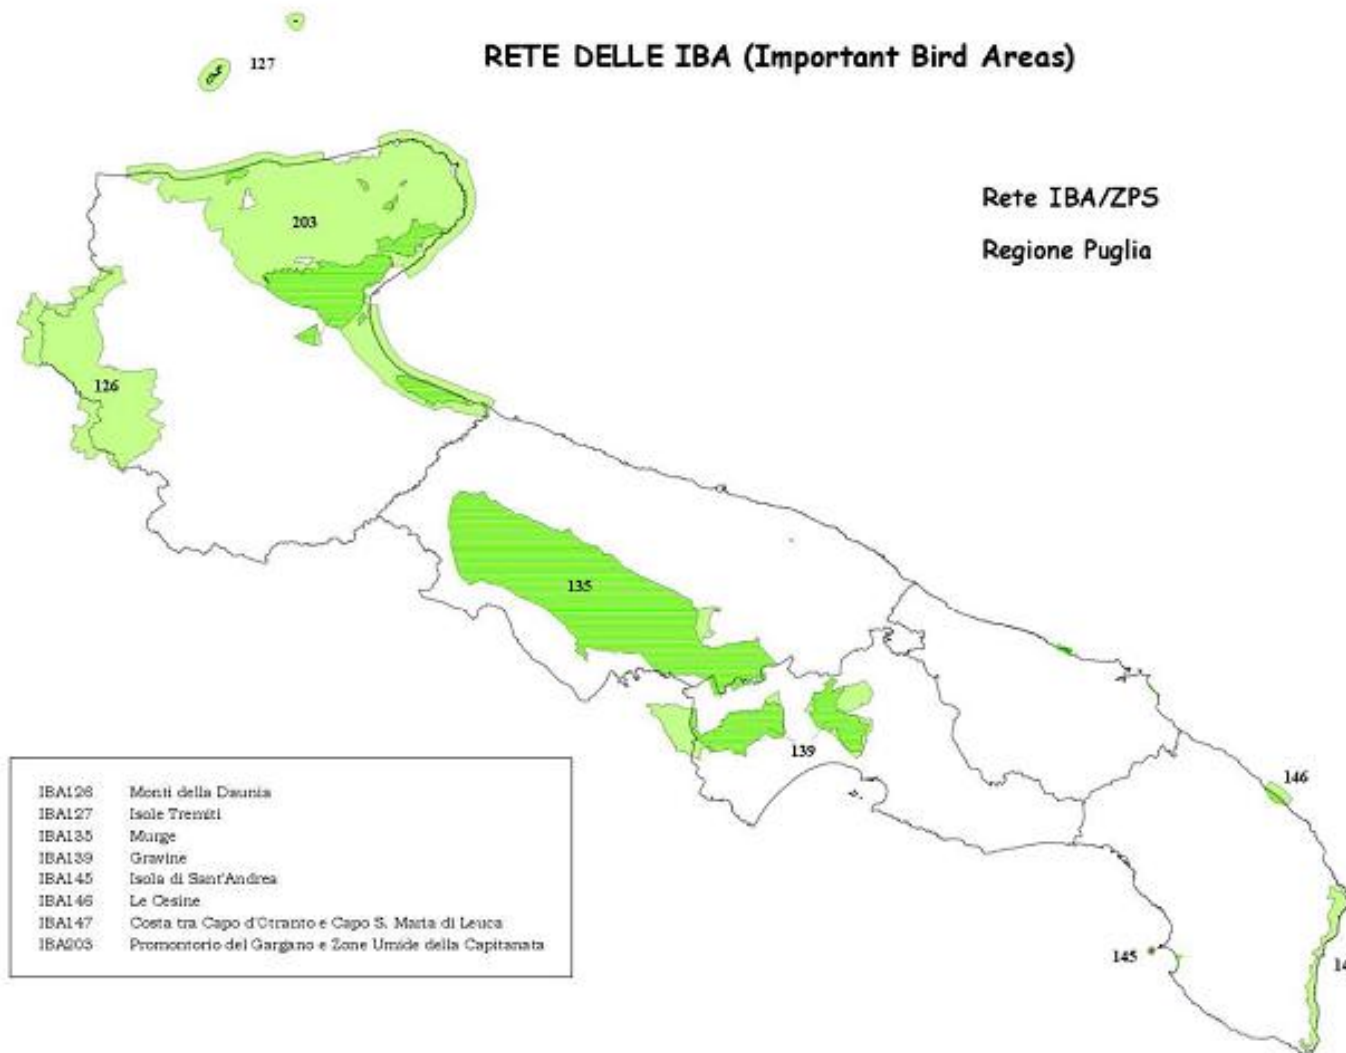 RETE DELLE IBA (Important Bird Areas)
127
Rete IBA/ZPS
203
Regione Puglia
126
135
139
146
145
14
IBA126 Monti della Daunia
IBA127 Isole Tremiti
IBA135 Murge
IBA139 Gravine
IBA145 Isola di Sant'Andrea
IBA146 Le Cesine
IBA147 Costa tra Capo d'Otranto e Capo S. Maria di Leuca
IBA203 Promontorio del Gargano e Zone Umide della Capitanata